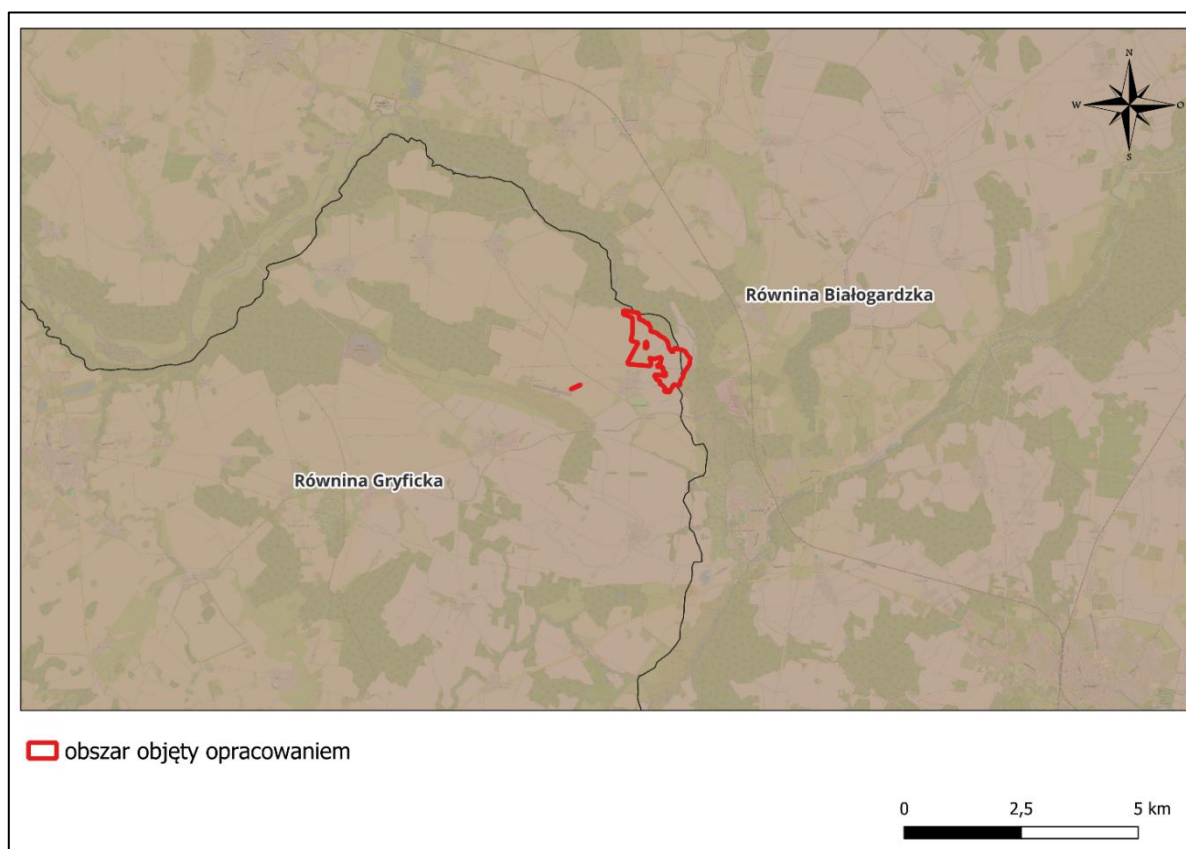 N
W O
S
Równina Białogardzka
Równina Gryficka
obszar objęty opracowaniem
0 2,5 5 km